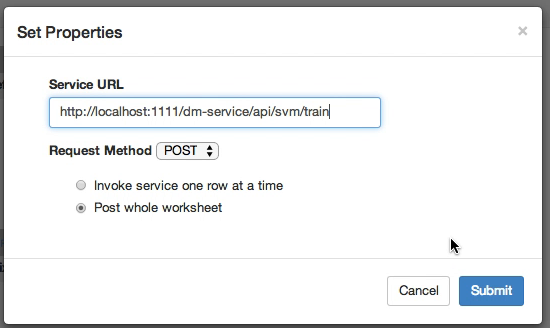 Set Properties
×
Service URL
http://localhost:1111/dm-service/api/svm/train
Request Method POST
Invoke service one row at a time
Post whole worksheet
Cancel Submit